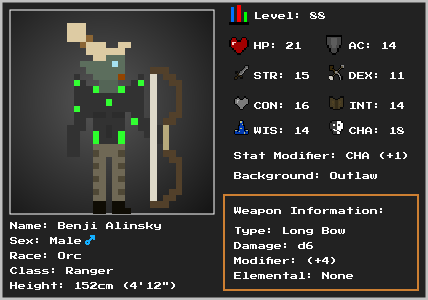 Level: 88
HP: 21
AC: 14
STR: 15
DEX: 11
CON: 16
INT: 14
WIS: 14
CHA: 18
Stat Modifier: CHA (+1)
Background: Outlaw
Weapon Information:
Type: Long Bow
Damage: d6
Modifier: (+4)
Elemental: None
Name: Benji Alinsky
Sex: Male ♂
Race: Orc
Class: Ranger
Height: 152cm (4'12")